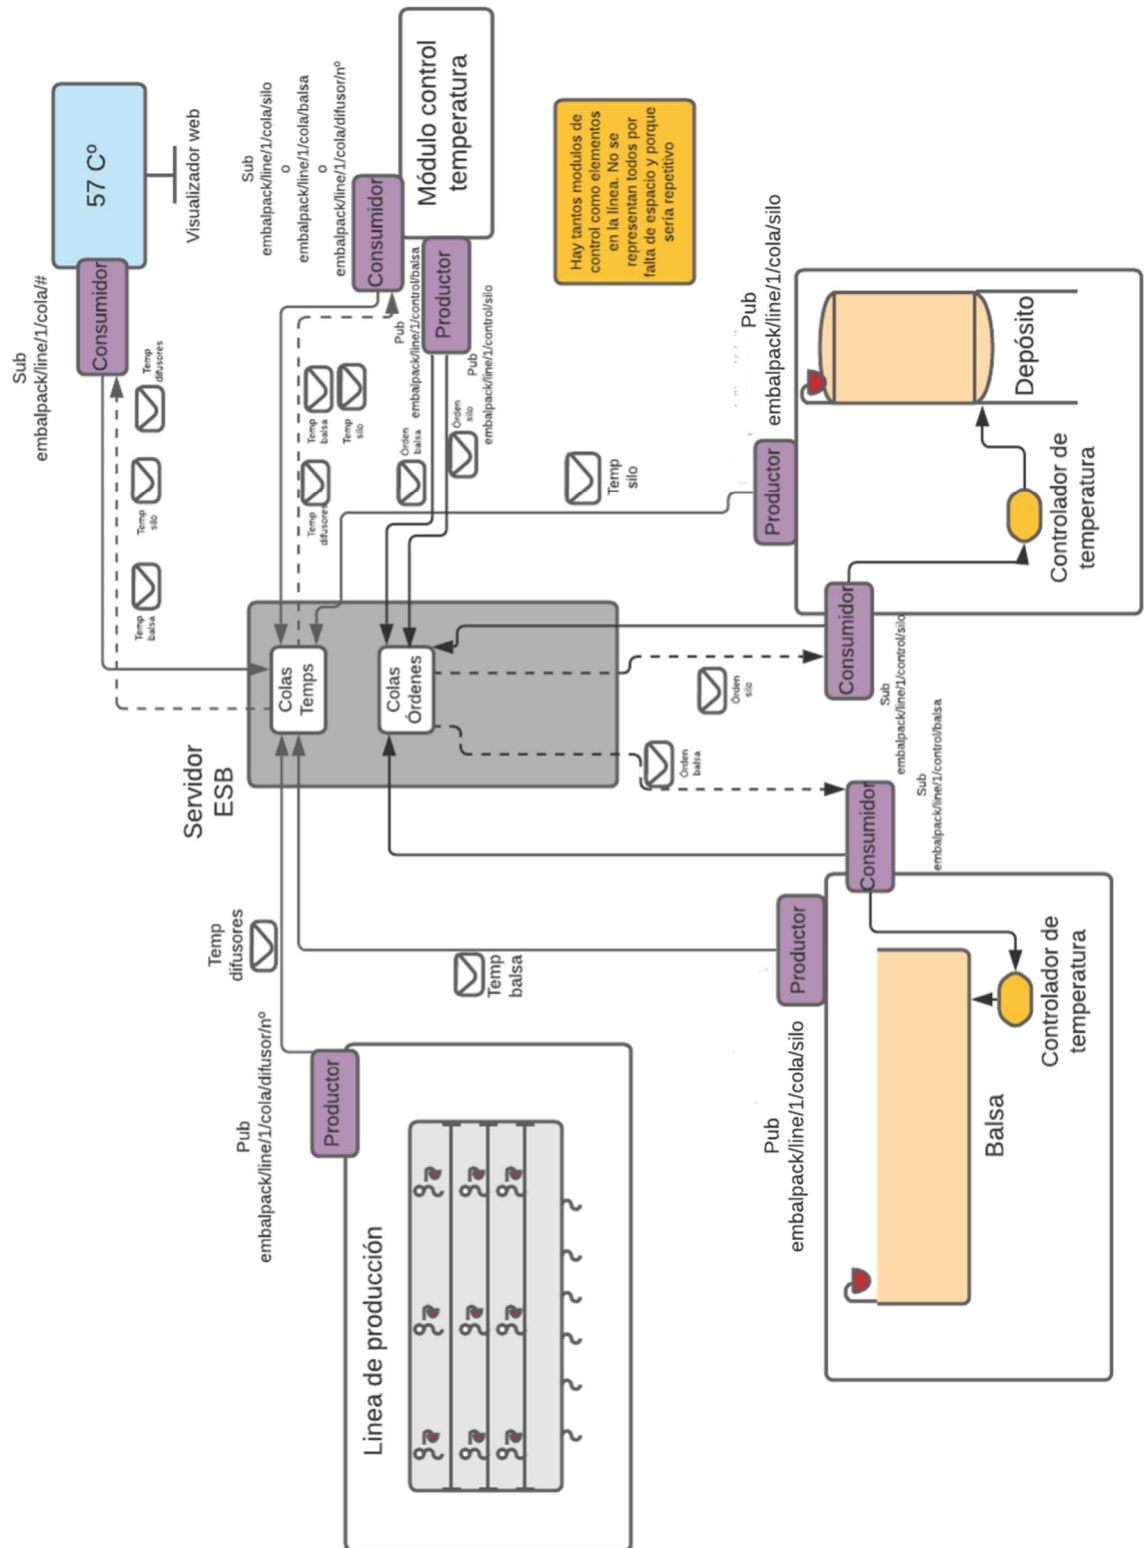 Sub
embalpack/line/1/cola/#
Consumidor
57 Cº
Visualizador web
Temp
balsa
Temp
silo
Temp
difusores
Sub
embalpack/line/1/cola/silo
o
embalpack/line/1/cola/balsa
o
embalpack/line/1/cola/difusor/nº
Consumidor
Módulo control
temperatura
Productor
Pub
embalpack/line/1/control/balsa
Pub
embalpack/line/1/control/silo
Temp
difusores
Temp
balsa
Temp
silo
Órden
balsa
Órden
silo
Hay tantos modulos de
control como elementos
en la línea. No se
representan todos por
falta de espacio y porque
sería repetitivo
Servidor
ESB
Colas
Temps
Colas
Órdenes
Temp
difusores
Pub
embalpack/line/1/cola/difusor/nº
Productor
Linea de producción
Temp
balsa
Temp
silo
Pub
embalpack/line/1/cola/silo
Productor
Depósito
Controlador de
temperatura
Consumidor
Sub
embalpack/line/1/control/silo
Órden
silo
Órden
balsa
Consumidor
Sub
embalpack/line/1/control/balsa
Productor
Pub
embalpack/line/1/cola/silo
Balsa
Controlador de
temperatura